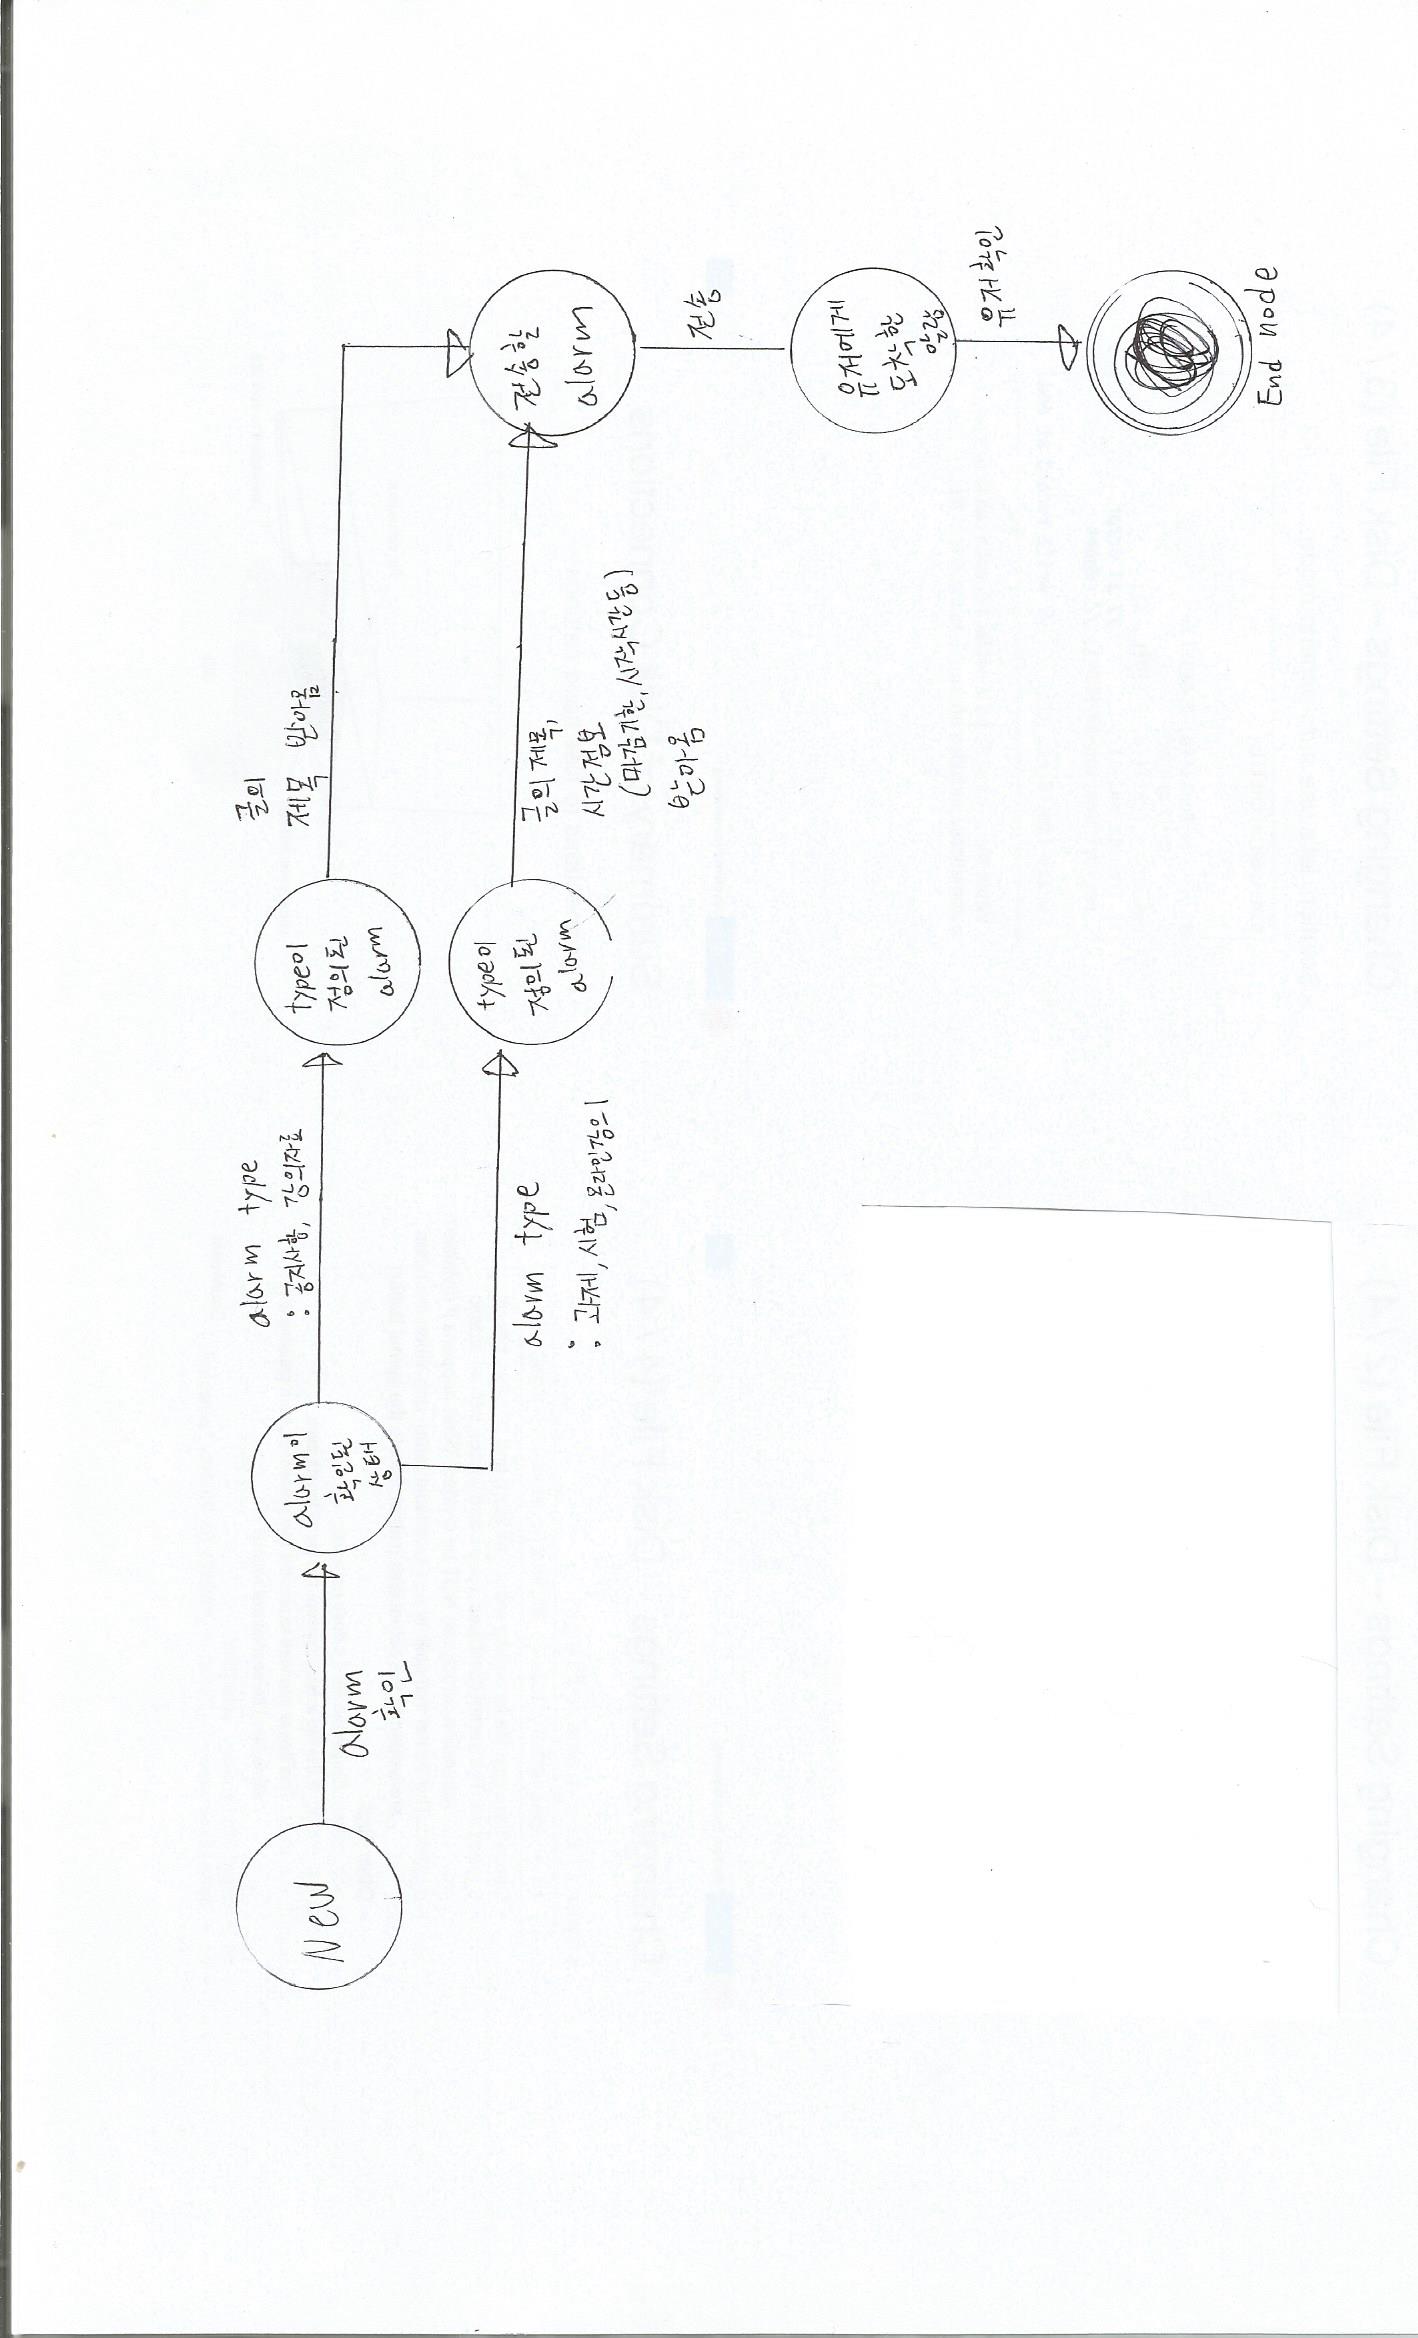 New
alarm
확인
alarm이
확인된
상태
alarm type
: 공지사항, 강의자료
type이
정의된
alarm
글의
제목 받아옴
alarm type
: 과제, 시험, 온라인강의
type이
정의된
alarm
글의 제목,
시간정보
(마감기한, 시작시간등)
받아옴
전송할
alarm
전송
유저에게
도착한
알람
유저확인
End node